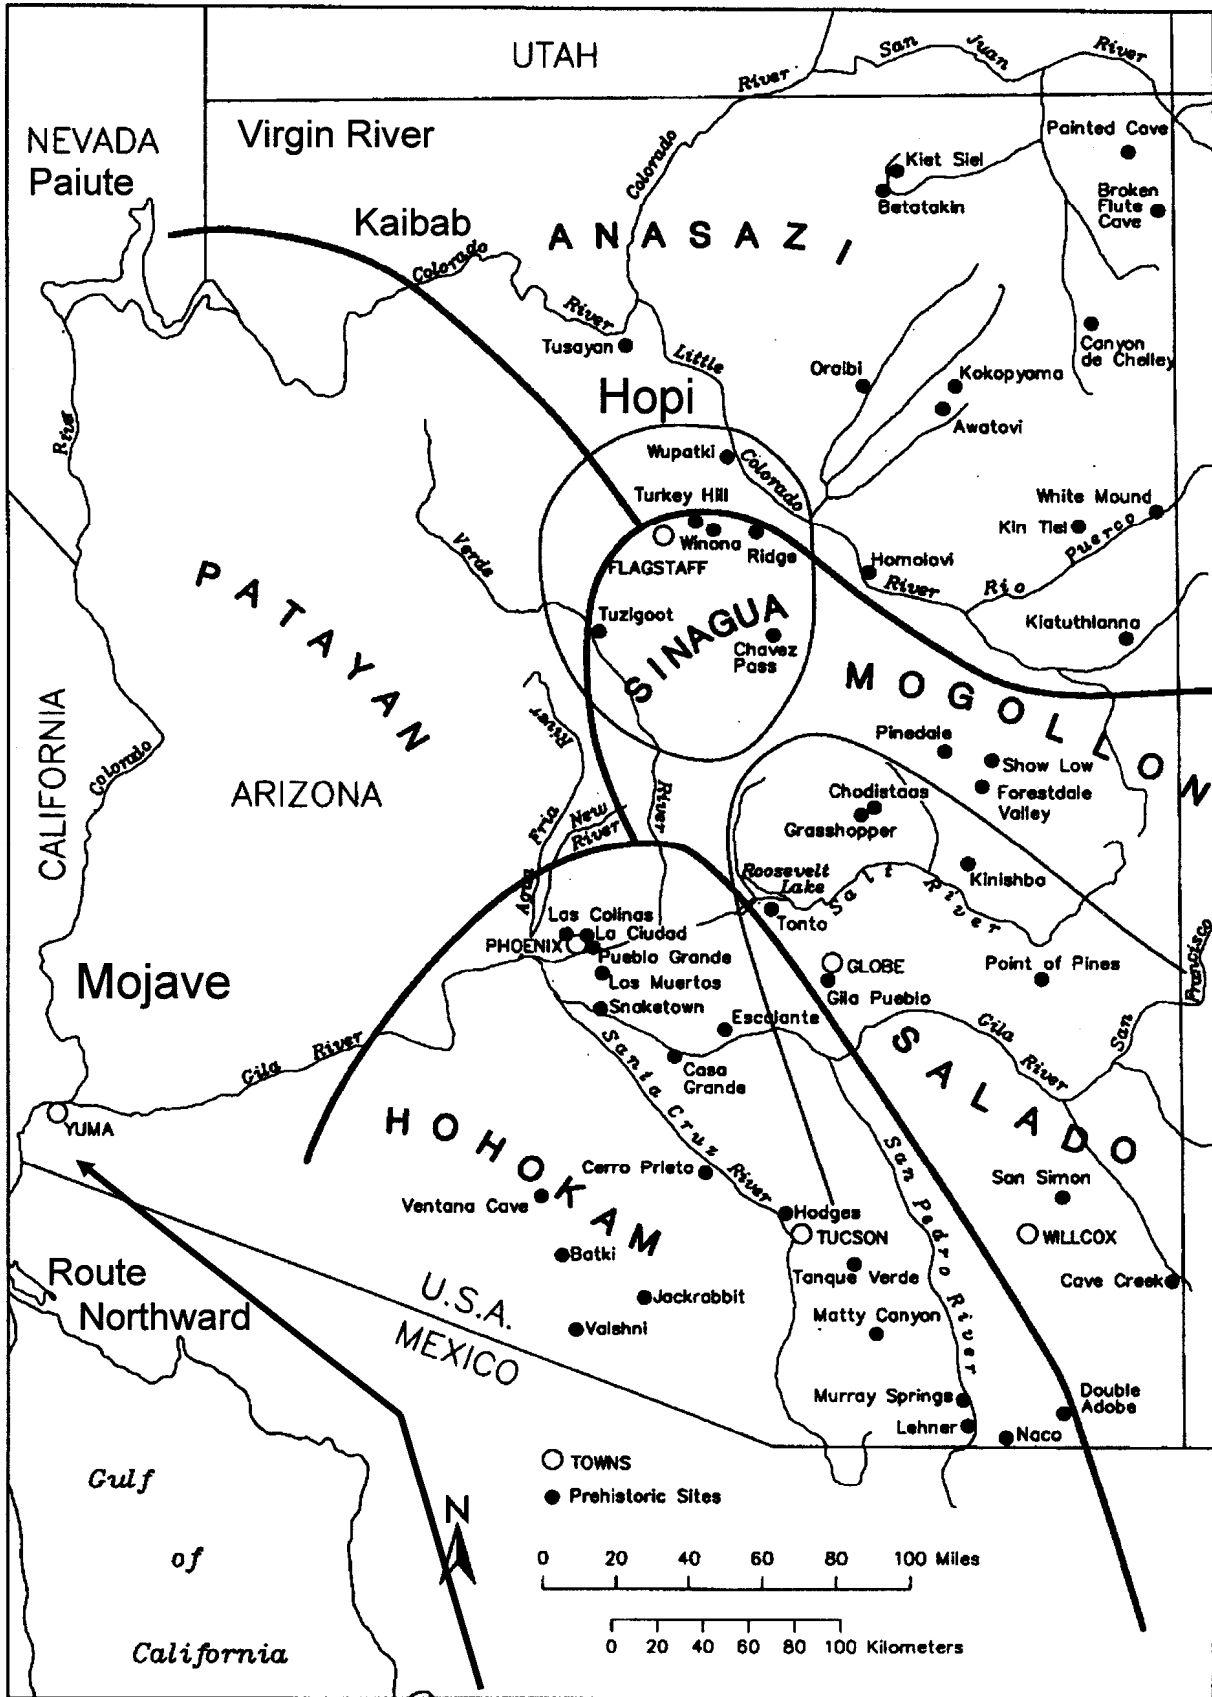 UTAH
San Juan River
River
Colorado
NEVADA
Paiute
Virgin River
Painted Cave
Kiet Siel
Betatakin
Broken
Flute
Cave
Kaibab
ANASAZI
Colorado
River
Tusayan
Little
Canyon
de Chelley
Oraibi
Kokopyama
Awatovi
Hopi
River
Wupatki
Colorado
Turkey Hill
White Mound
Winona
Kin Tiel
Puerco
FLAGSTAFF
Ridge
Verde
Homolovi
River
Rio
PATAYAN
Tuzigoot
SINAGUA
Chavez
Pass
Kiatuthlanna
MOGOLLON
CALIFORNIA
Colorado
River
Pinedale
Show Low
ARIZONA
Forestdale
Valley
Chodistaas
Grasshopper
River
New
River
Fria
Agua
Roosevelt
Lake
Salt River
Kinishba
Las Colinas
La Ciudad
Tonto
PHOENIX
Pueblo Grande
Los Muertos
GLOBE
Gila Pueblo
Point of Pines
Francisco
San
Mojave
Snaketown
Escalante
Gila River
Casa
Grande
SALADO
Gila River
Santa Cruz River
YUMA
HOHOKAM
San Pedro River
Cerro Prieto
San Simon
Ventana Cave
Hodges
TUCSON
WILLCOX
Batki
Tanque Verde
Cave Creek
Route
Northward
U.S.A.
MEXICO
Jackrabbit
Matty Canyon
Vaishni
Murray Springs
Double
Adobe
Lehner
Naco
Gulf
of
California
TOWNS
Prehistoric Sites
N
0 20 40 60 80 100 Miles
0 20 40 60 80 100 Kilometers